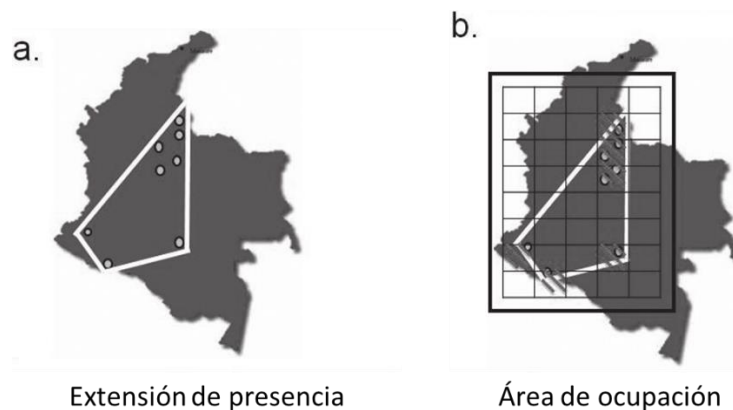 a.
b.
Extensión de presencia
Área de ocupación